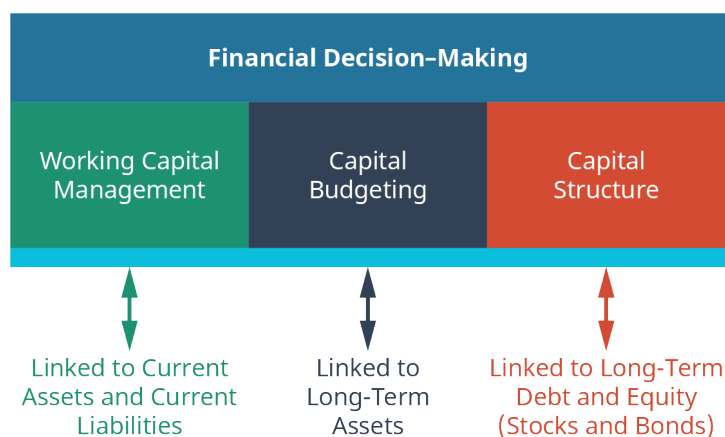 Financial Decision–Making
Working Capital
Management
Capital
Budgeting
Capital
Structure
Linked to Current
Assets and Current
Liabilities
Linked to
Long-Term
Assets
Linked to Long-Term
Debt and Equity
(Stocks and Bonds)